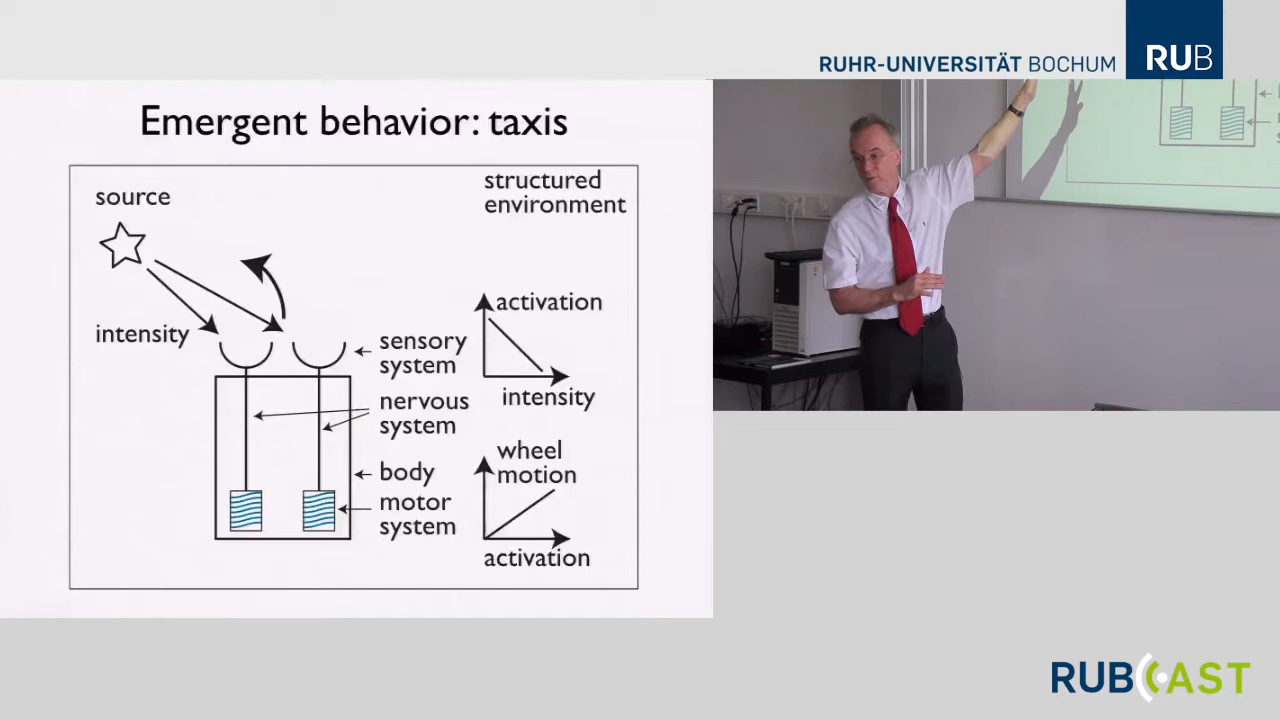 RUHR-UNIVERSITÄT BOCHUM
RUB
Emergent behavior: taxis
source
structured
environment
intensity
activation
sensory
system
intensity
nervous
system
wheel
motion
body
motor
system
activation
RUBCAST